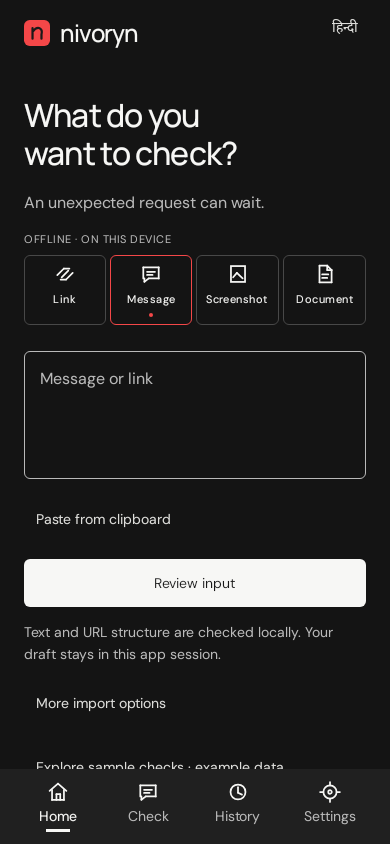 nivoryn
हिन्दी
What do you
want to check?
An unexpected request can wait.
OFFLINE · ON THIS DEVICE
Link
Message
Screenshot
Document
Message or link
Paste from clipboard
Review input
Text and URL structure are checked locally. Your
draft stays in this app session.
More import options
Explore sample checks · example data
Home
Check
History
Settings